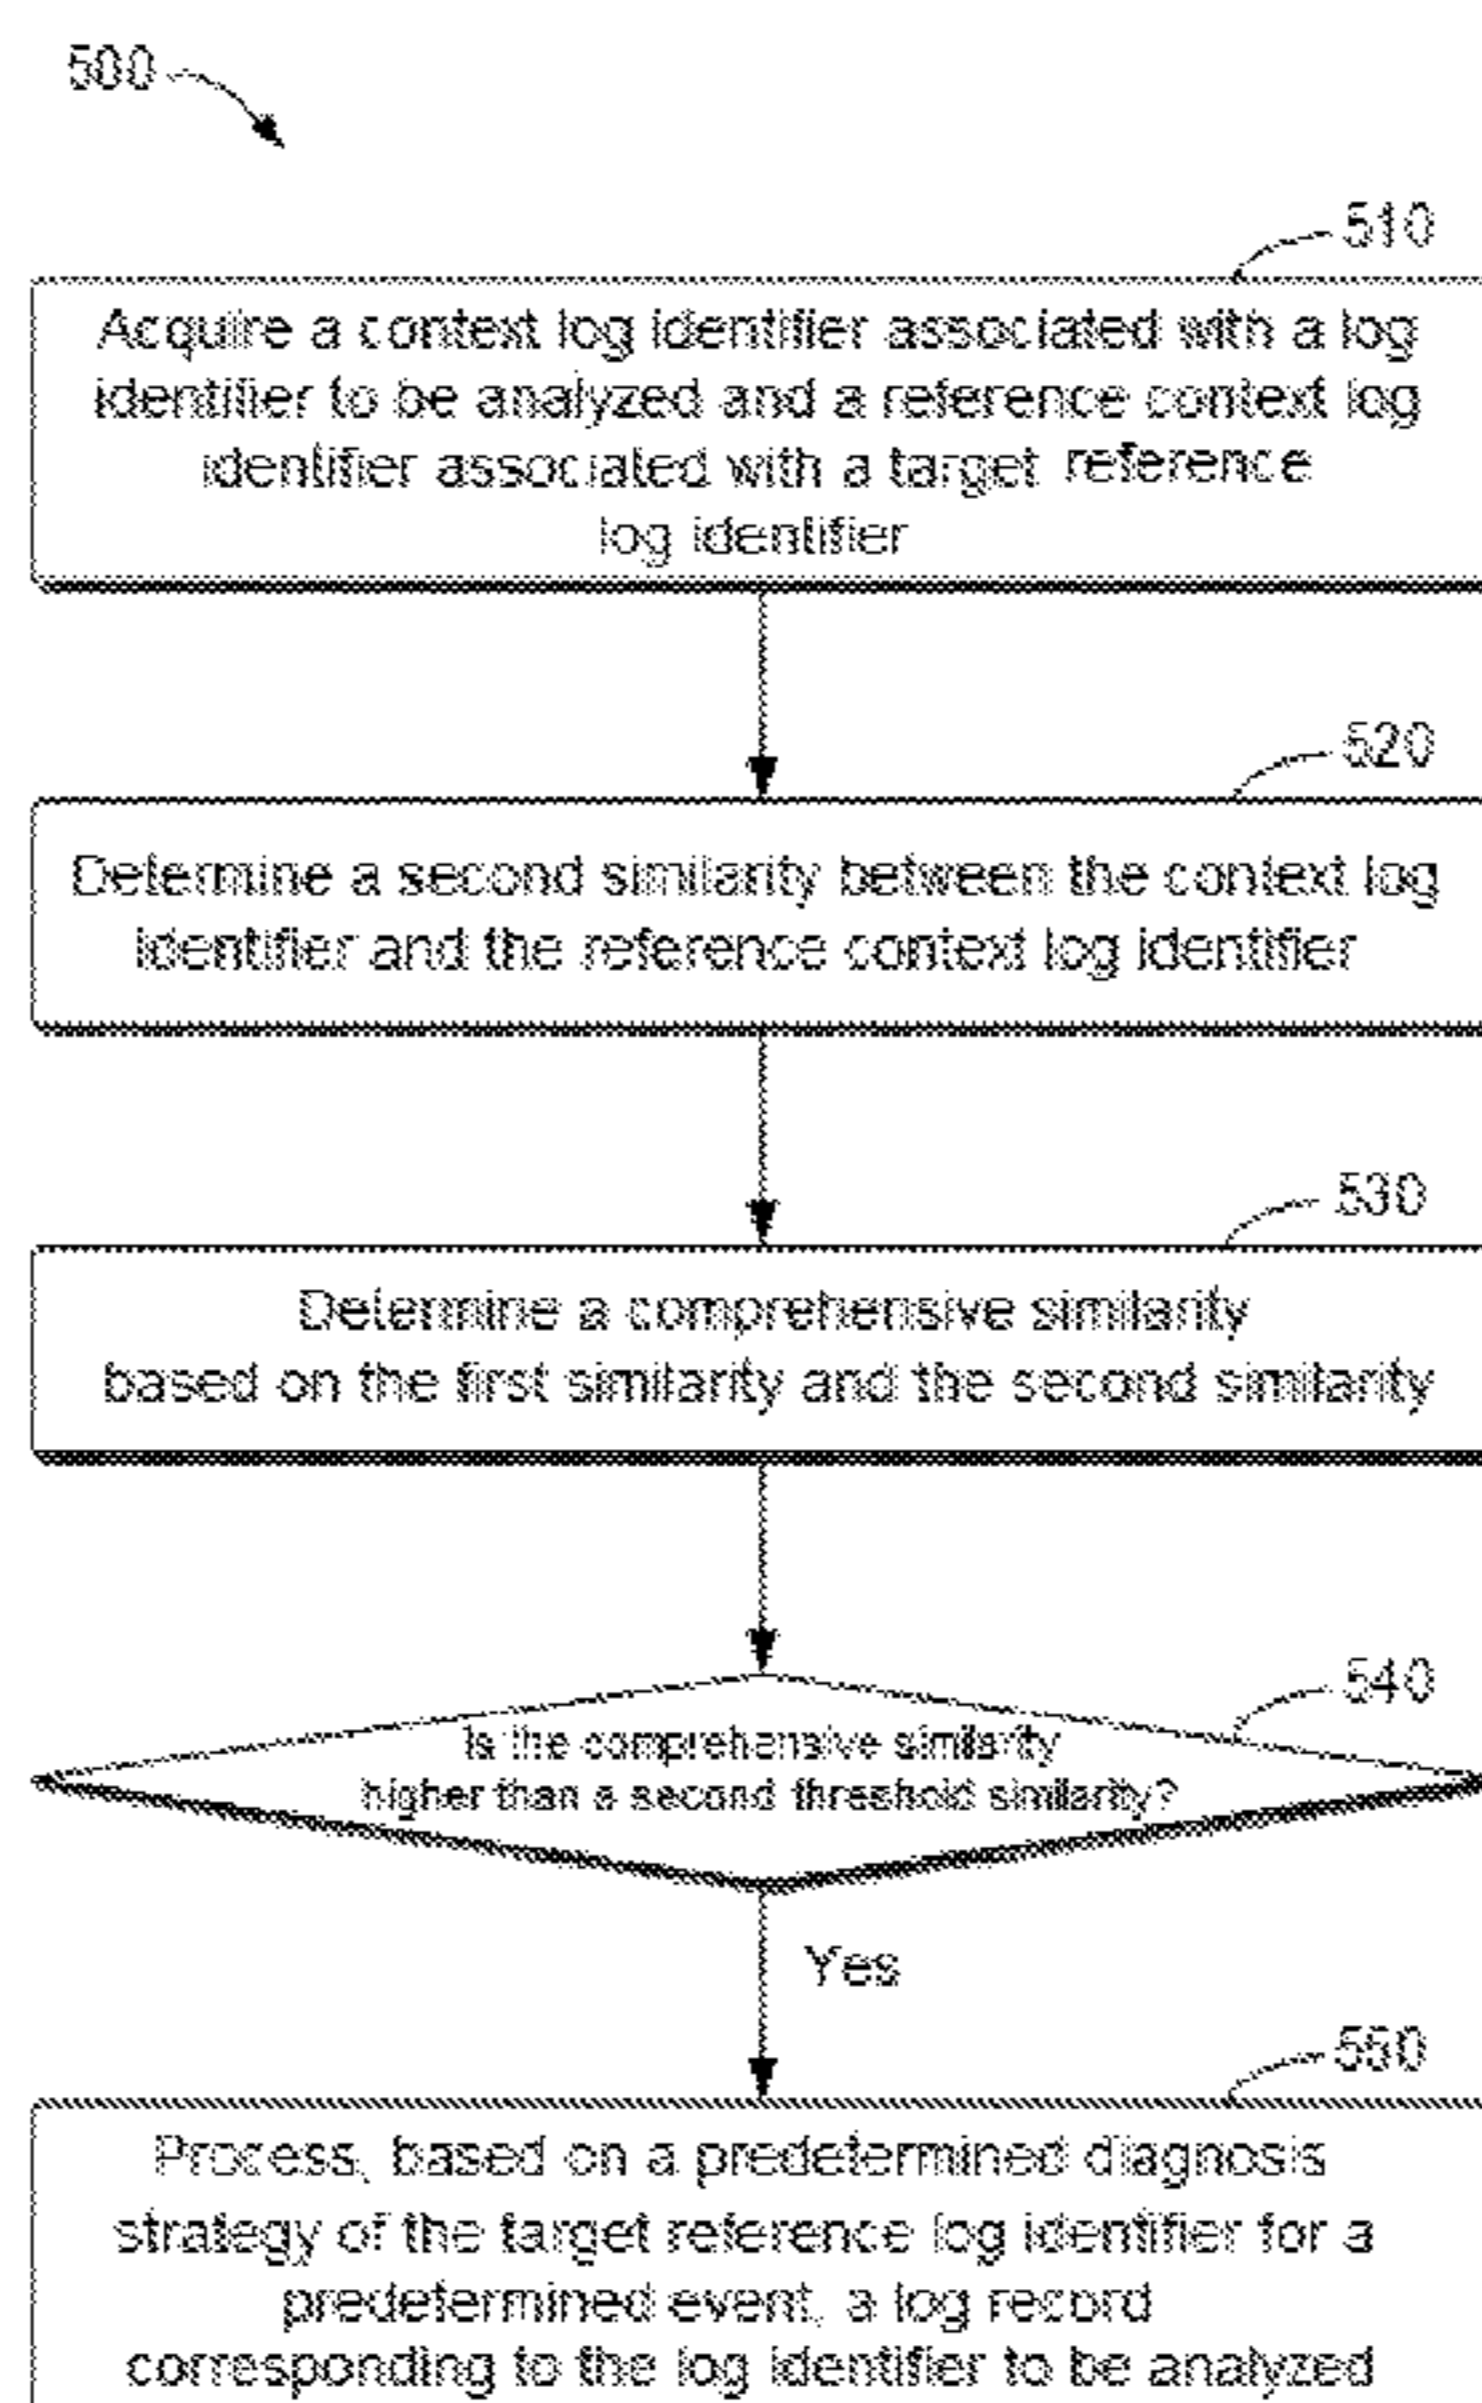 500
510
Acquire a context log identifier associated with a log
identifier to be analyzed and a reference context log
identifier associated with a target reference
log identifier
520
Determine a second similarity between the context log
identifier and the reference context log identifier
530
Determine a comprehensive similarity
based on the first similarity and the second similarity
540
Is the comprehensive similarity
higher than a second threshold similarity?
Yes
550
Process, based on a predetermined diagnosis
strategy of the target reference log identifier for a
predetermined event, a log record
corresponding to the log identifier to be analyzed